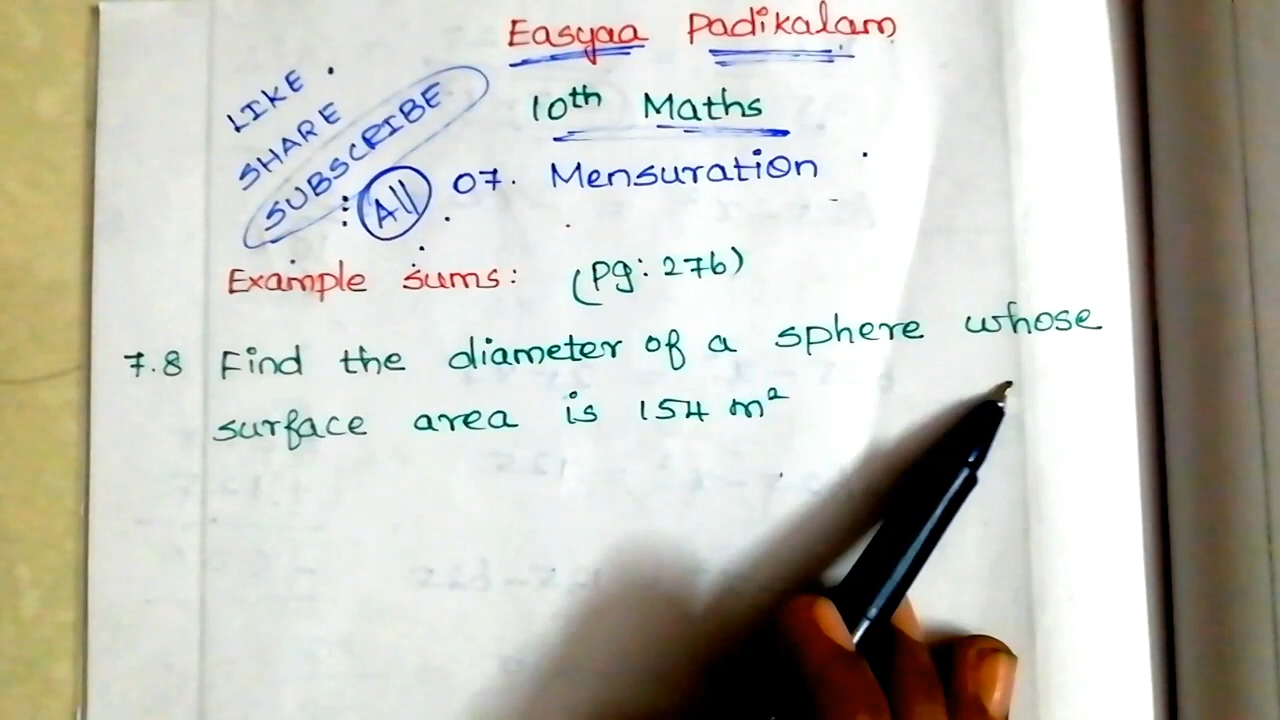 Easyaa Padikalam
10th Maths
LIKE
SHARE
SUBSCRIBE
All
07. Mensuration
Example sums: (Pg: 276)
7.8 Find the diameter of a sphere whose
surface area is 154 m²